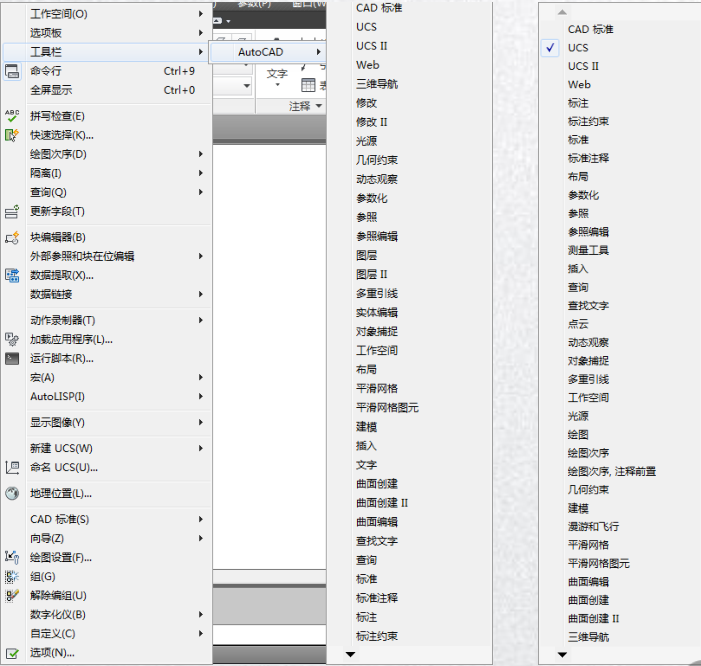 工作空间(O)
选项板
工具栏
命令行 Ctrl+9
全屏显示 Ctrl+0
ABC
拼写检查(E)
快速选择(K)...
绘图次序(D)
隔离(I)
查询(Q)
更新字段(T)
块编辑器(B)
外部参照和块在位编辑
数据提取(X)...
数据链接
动作录制器(T)
加载应用程序(L)...
运行脚本(R)...
宏(A)
AutoLISP(I)
显示图像(Y)
新建 UCS(W)
命名 UCS(U)...
地理位置(L)...
CAD 标准(S)
向导(Z)
绘图设置(F)...
组(G)
解除编组(U)
数字化仪(B)
自定义(C)
选项(N)...
参数(P)
窗口(W)
AutoCAD
文字
注释
CAD 标准
UCS
UCS II
Web
三维导航
修改
修改 II
光源
几何约束
动态观察
参数化
参照
参照编辑
图层
图层 II
多重引线
实体编辑
对象捕捉
工作空间
布局
平滑网格
平滑网格图元
建模
插入
文字
曲面创建
曲面创建 II
曲面编辑
查找文字
查询
标准
标准注释
标注
标注约束
CAD 标准
UCS
UCS II
Web
标注
标注约束
标准
标准注释
布局
参数化
参照
参照编辑
测量工具
插入
查询
查找文字
点云
动态观察
对象捕捉
多重引线
工作空间
光源
绘图
绘图次序
绘图次序, 注释前置
几何约束
建模
漫游和飞行
平滑网格
平滑网格图元
曲面编辑
曲面创建
曲面创建 II
三维导航